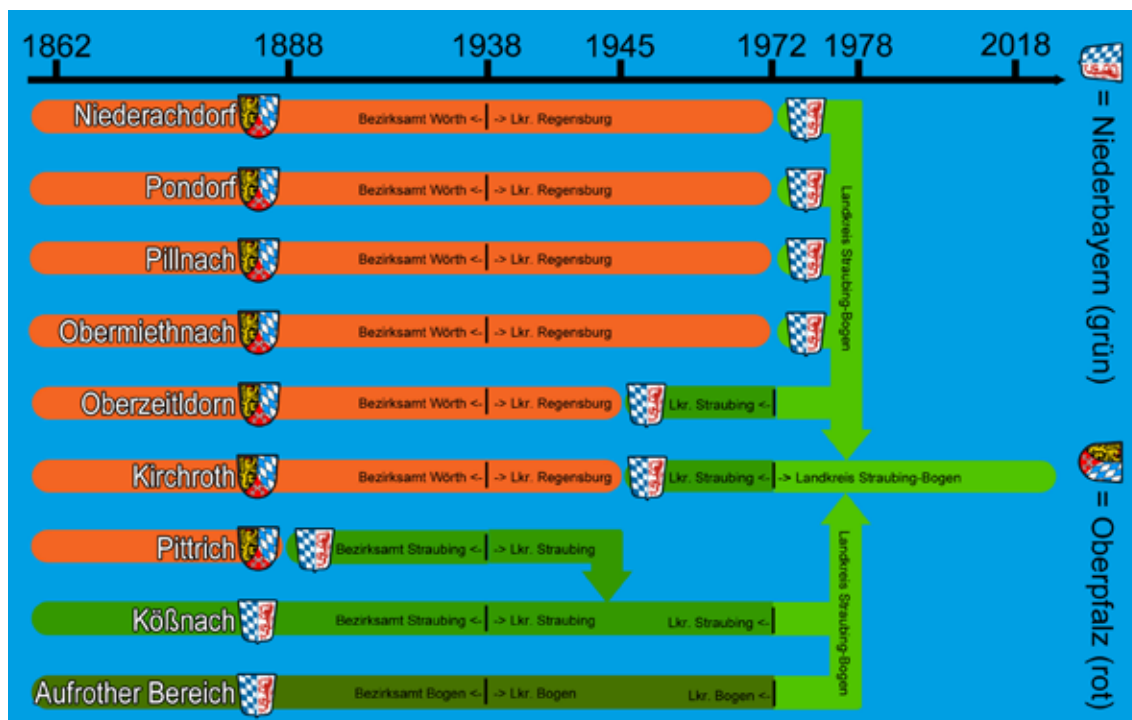 1862 1888 1938 1945 1972 1978 2018
Niederachdorf Bezirksamt Wörth <- -> Lkr. Regensburg
Pondorf Bezirksamt Wörth <- -> Lkr. Regensburg
Pillnach Bezirksamt Wörth <- -> Lkr. Regensburg
Obermiethnach Bezirksamt Wörth <- -> Lkr. Regensburg
Oberzeitldorn Bezirksamt Wörth <- -> Lkr. Regensburg Lkr. Straubing <-
Kirchroth Bezirksamt Wörth <- -> Lkr. Regensburg Lkr. Straubing <- -> Landkreis Straubing-Bogen
Pittrich Bezirksamt Straubing <- -> Lkr. Straubing
Kößnach Bezirksamt Straubing <- -> Lkr. Straubing Lkr. Straubing <-
Aufrother Bereich Bezirksamt Bogen <- -> Lkr. Bogen Lkr. Bogen <-
Landkreis Straubing-Bogen
Landkreis Straubing-Bogen
= Niederbayern (grün)
= Oberpfalz (rot)